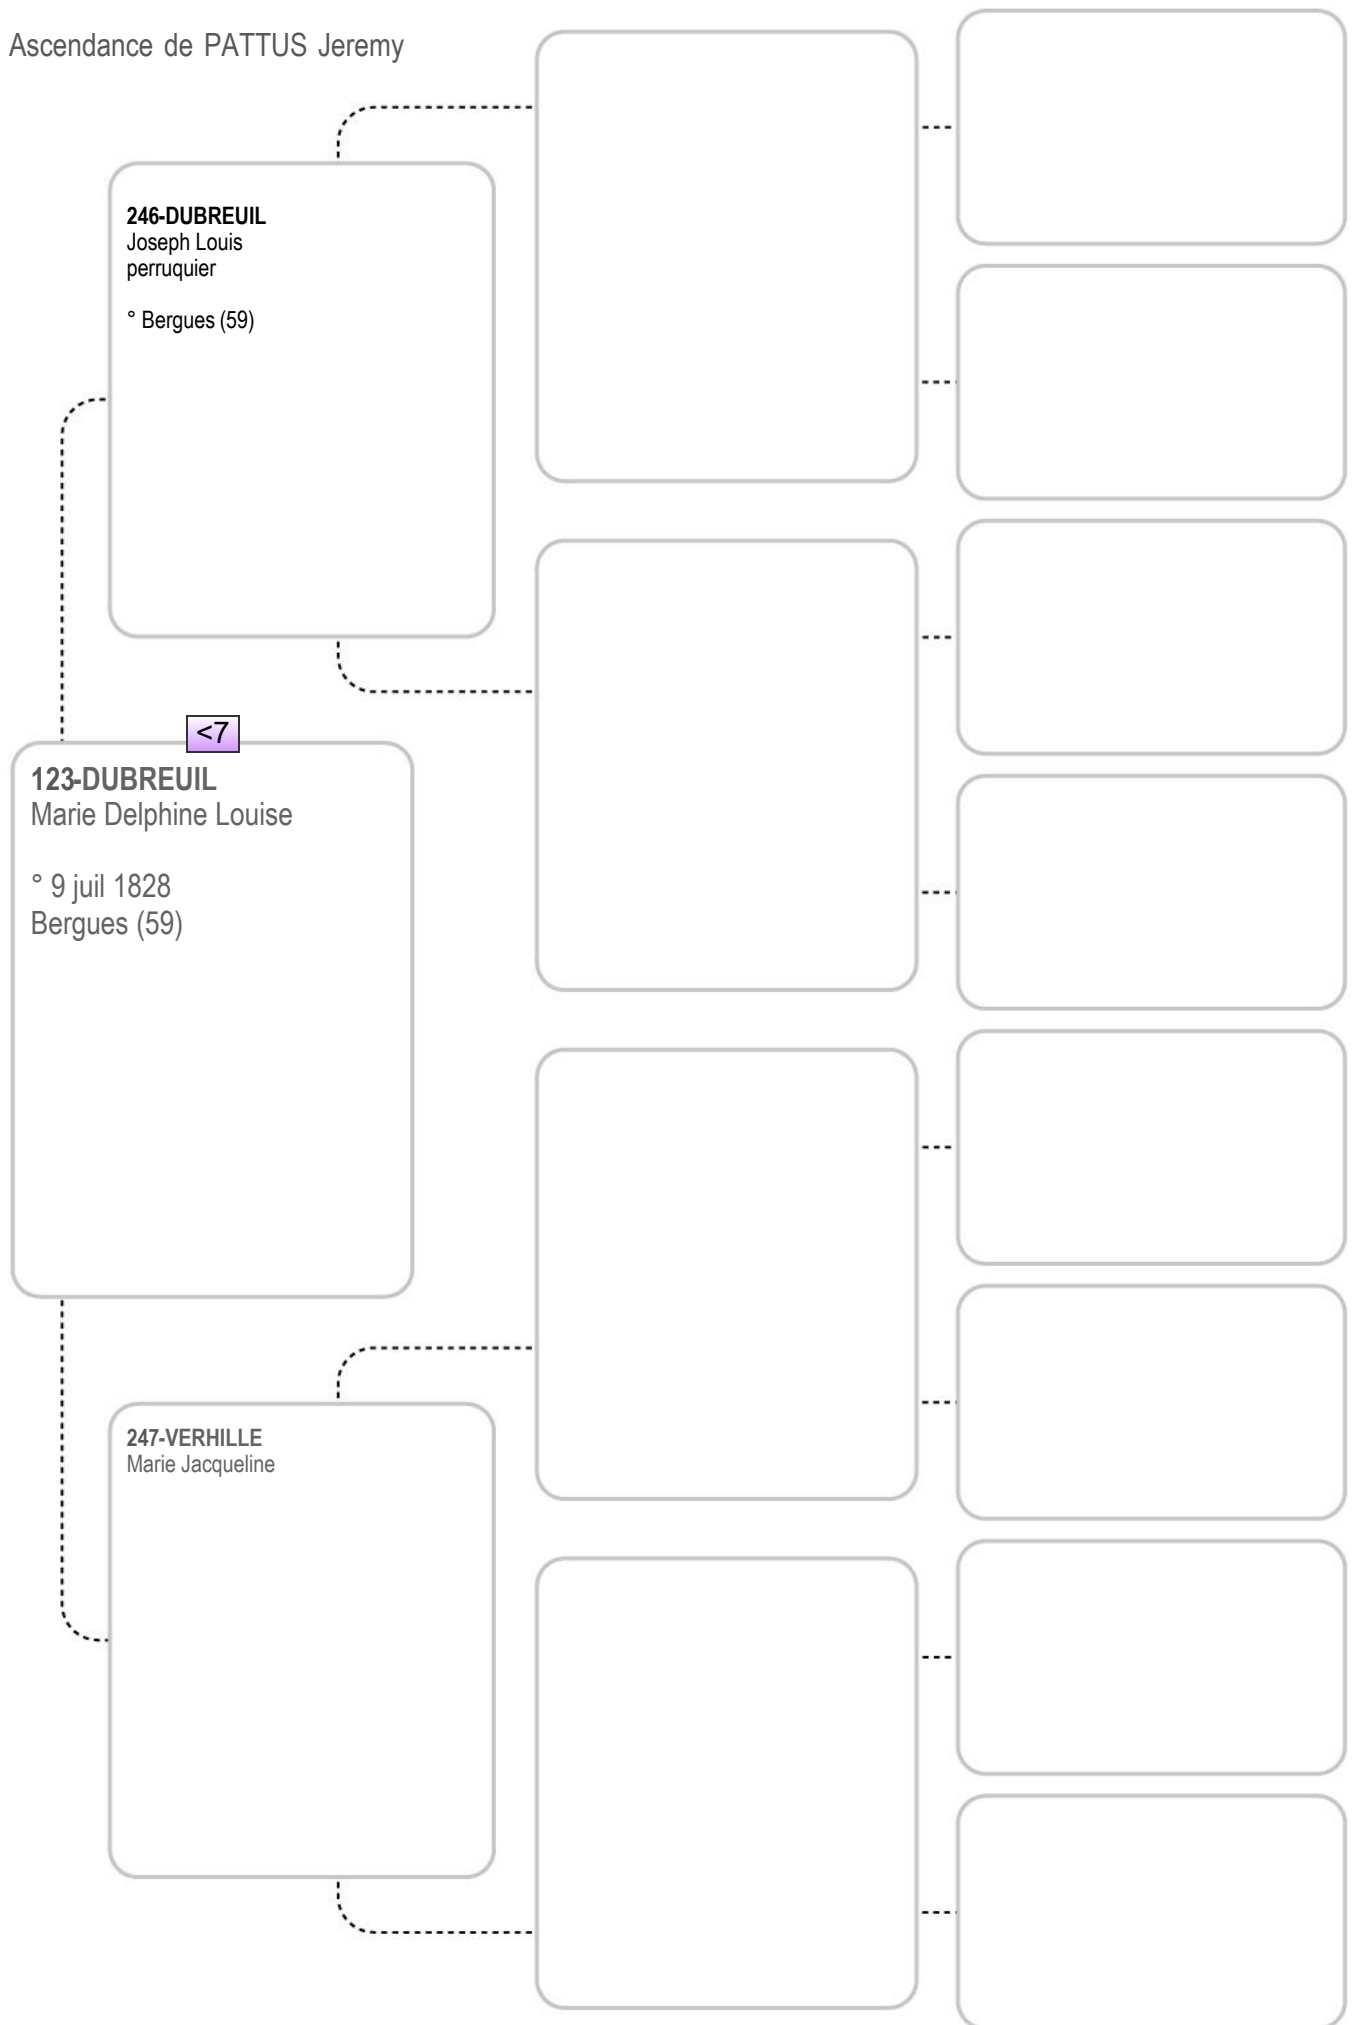 Ascendance de PATTUS Jeremy
246-DUBREUIL
Joseph Louis
perruquier
° Bergues (59)
<7
123-DUBREUIL
Marie Delphine Louise
° 9 juil 1828
Bergues (59)
247-VERHILLE
Marie Jacqueline